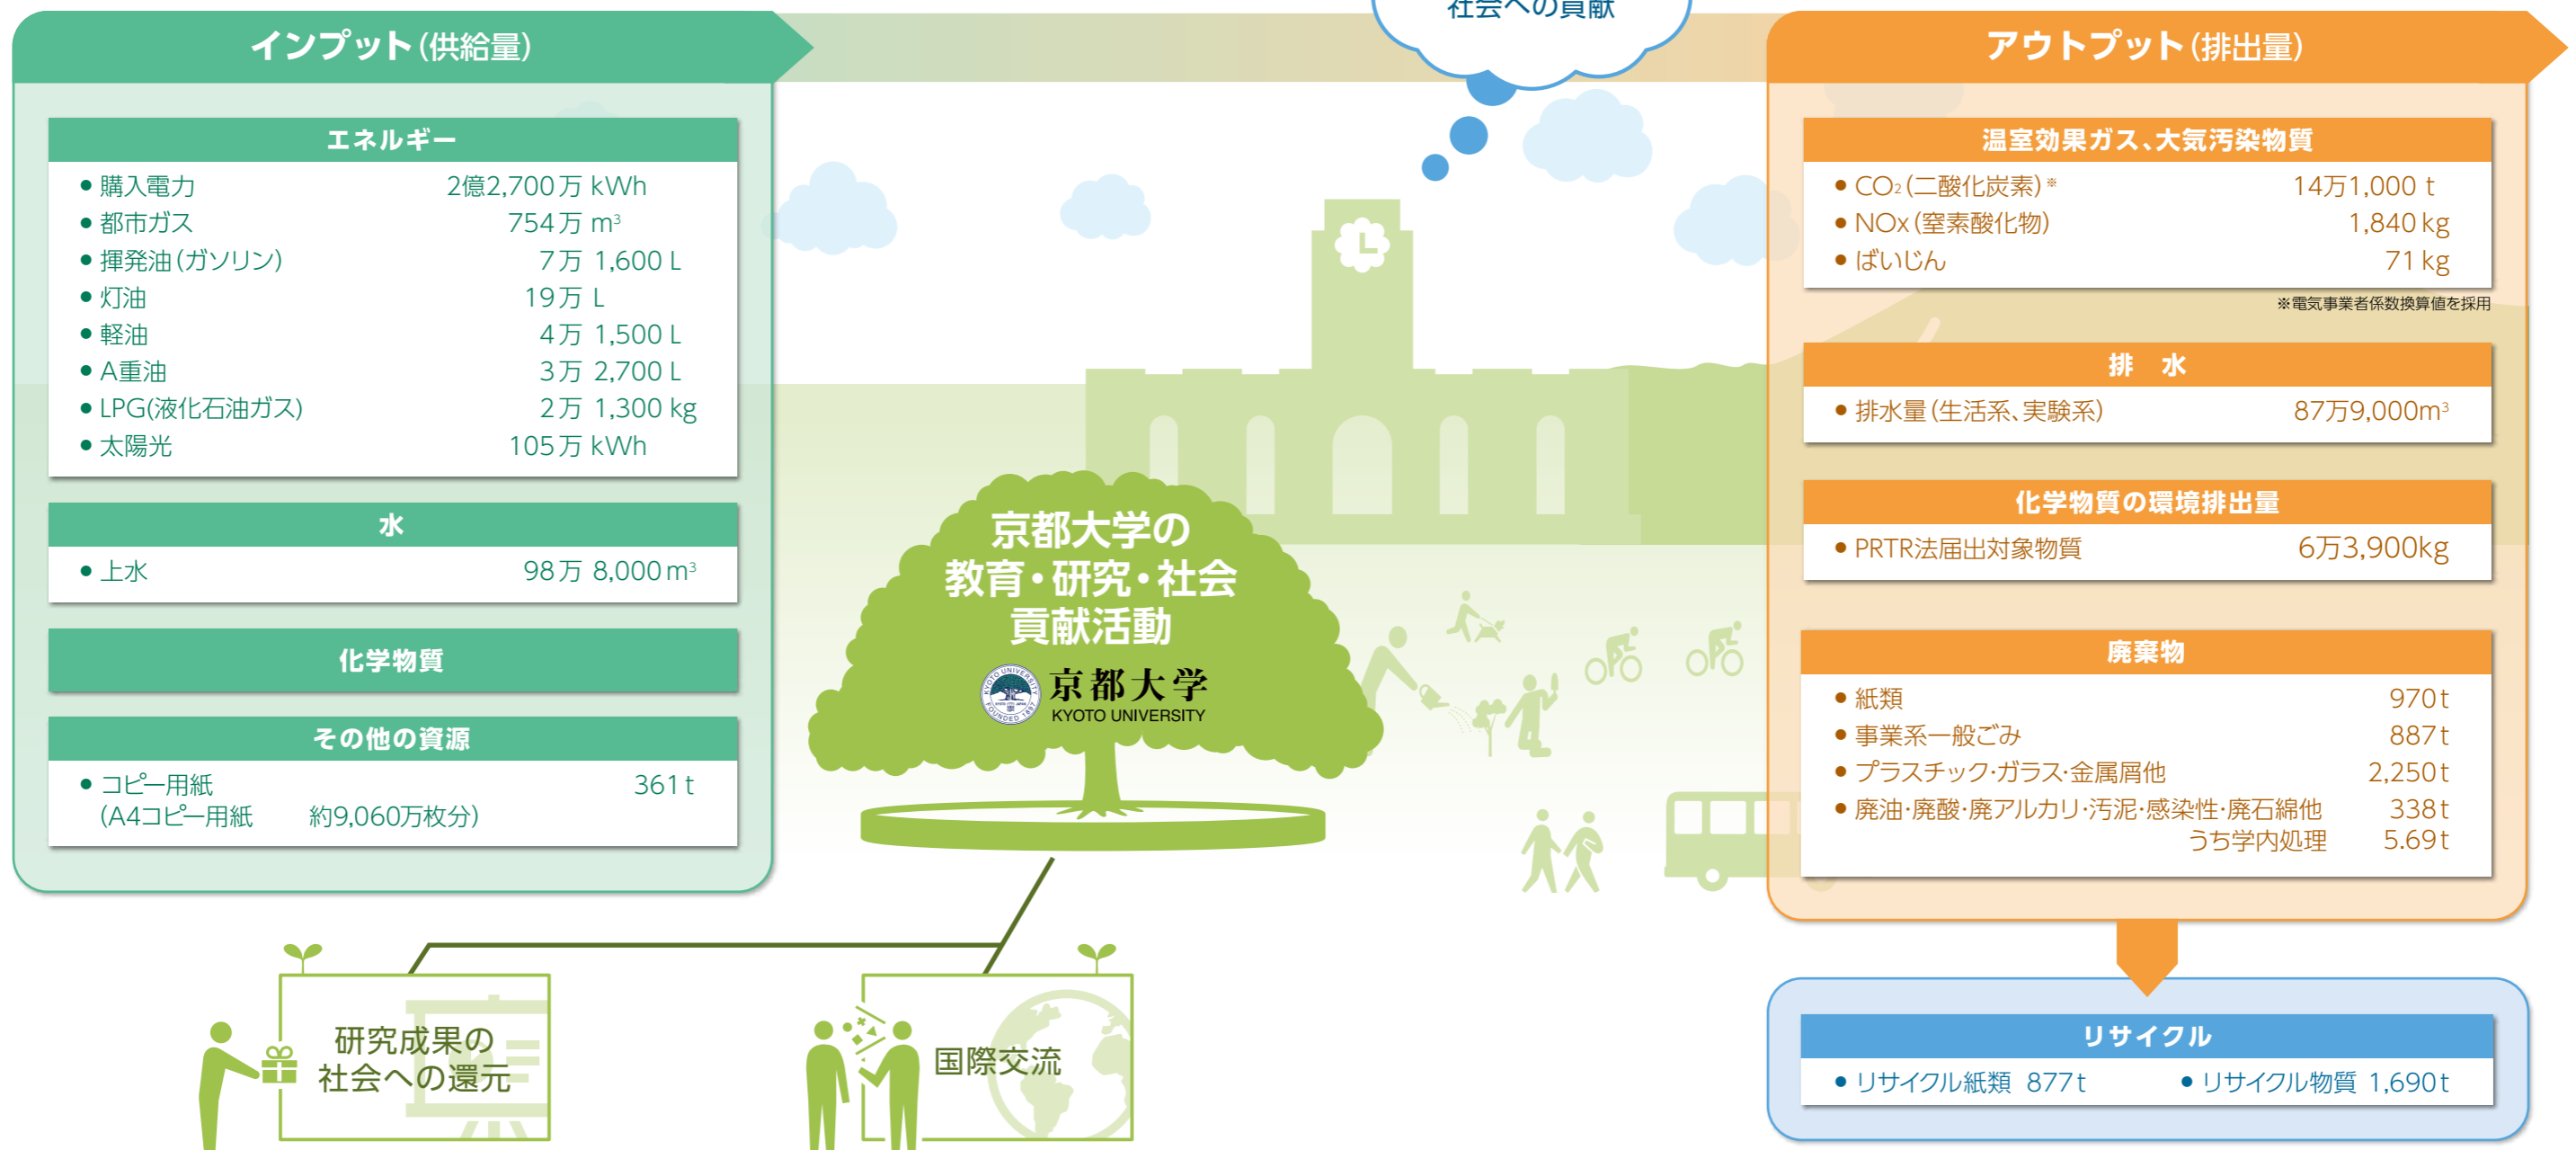 社会への貢献
インプット(供給量)
エネルギー
● 購入電力 2億2,700万 kWh
● 都市ガス 754万 m³
● 揮発油(ガソリン) 7万 1,600 L
● 灯油 19万 L
● 軽油 4万 1,500 L
● A重油 3万 2,700 L
● LPG(液化石油ガス) 2万 1,300 kg
● 太陽光 105万 kWh
水
● 上水 98万 8,000 m³
化学物質
その他の資源
● コピー用紙 361 t
(A4コピー用紙 約9,060万枚分)
京都大学の
教育・研究・社会
貢献活動
京都大学
KYOTO UNIVERSITY
研究成果の
社会への還元
国際交流
アウトプット(排出量)
温室効果ガス、大気汚染物質
● CO₂(二酸化炭素)※ 14万1,000 t
● NOx(窒素酸化物) 1,840 kg
● ばいじん 71 kg
※電気事業者係数換算値を採用
排 水
● 排水量(生活系、実験系) 87万9,000m³
化学物質の環境排出量
● PRTR法届出対象物質 6万3,900kg
廃棄物
● 紙類 970 t
● 事業系一般ごみ 887 t
● プラスチック・ガラス・金属屑他 2,250 t
● 廃油・廃酸・廃アルカリ・汚泥・感染性・廃石綿他 338 t
うち学内処理 5.69 t
リサイクル
● リサイクル紙類 877 t ● リサイクル物質 1,690 t